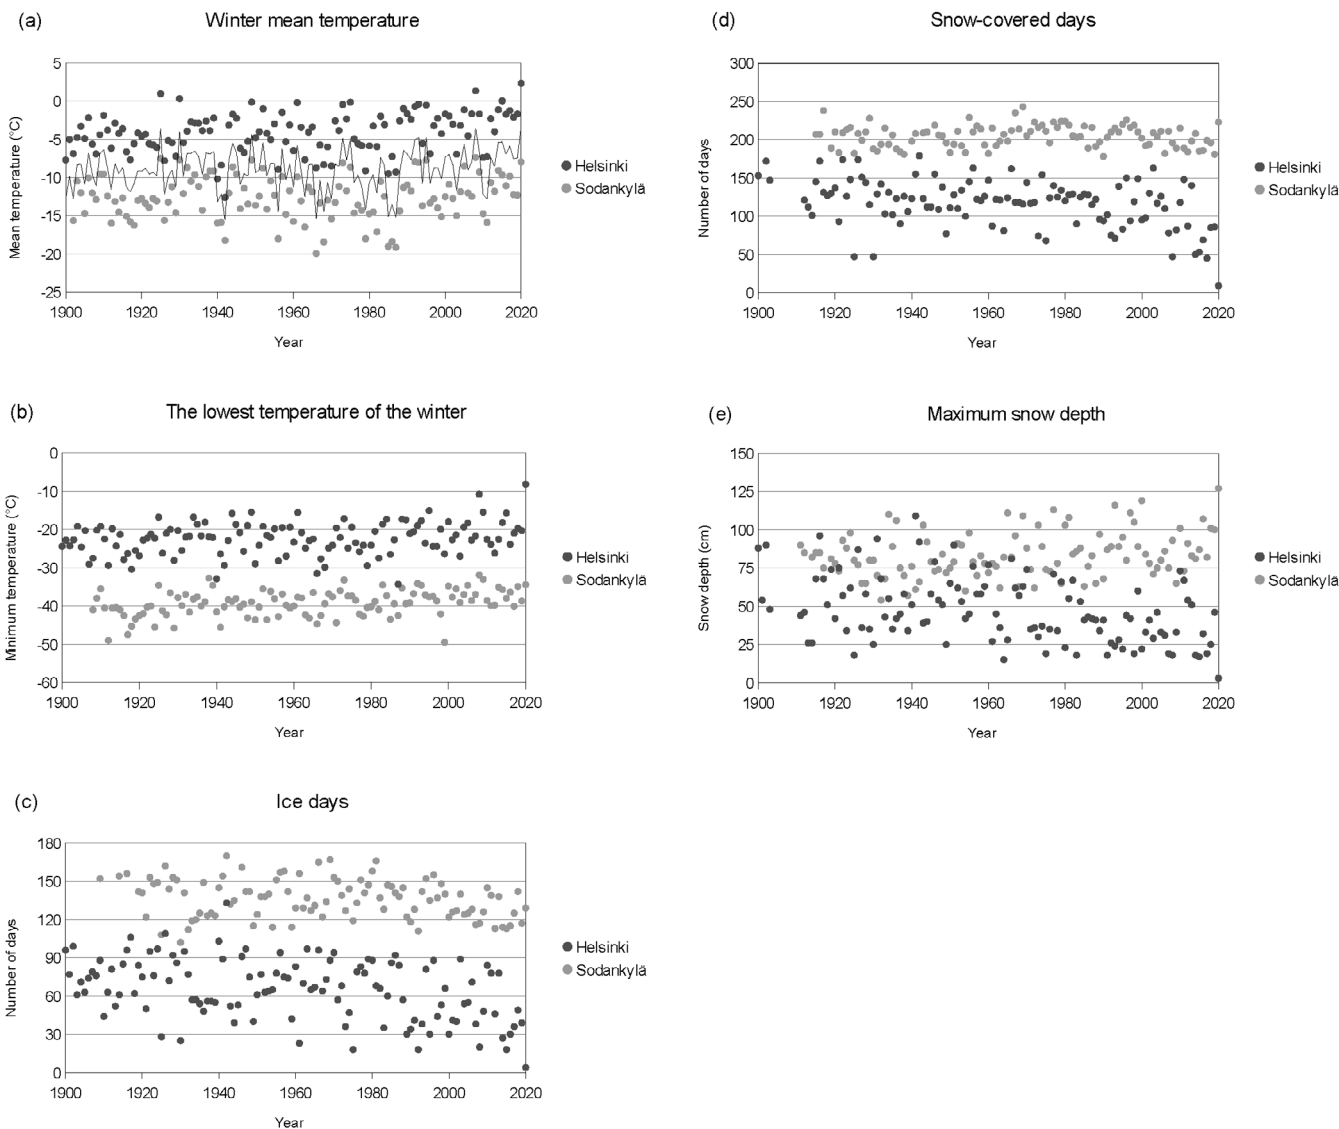 (a) Winter mean temperature
5
0
-5
-10
-15
-20
-25
Mean temperature (°C)
1900 1920 1940 1960 1980 2000 2020
Year
Helsinki
Sodankylä
(b) The lowest temperature of the winter
0
-10
-20
-30
-40
-50
-60
Minimum temperature (°C)
1900 1920 1940 1960 1980 2000 2020
Year
Helsinki
Sodankylä
(c) Ice days
180
150
120
90
60
30
0
Number of days
1900 1920 1940 1960 1980 2000 2020
Year
Helsinki
Sodankylä
(d) Snow-covered days
300
250
200
150
100
50
0
Number of days
1900 1920 1940 1960 1980 2000 2020
Year
Helsinki
Sodankylä
(e) Maximum snow depth
150
125
100
75
50
25
0
Snow depth (cm)
1900 1920 1940 1960 1980 2000 2020
Year
Helsinki
Sodankylä